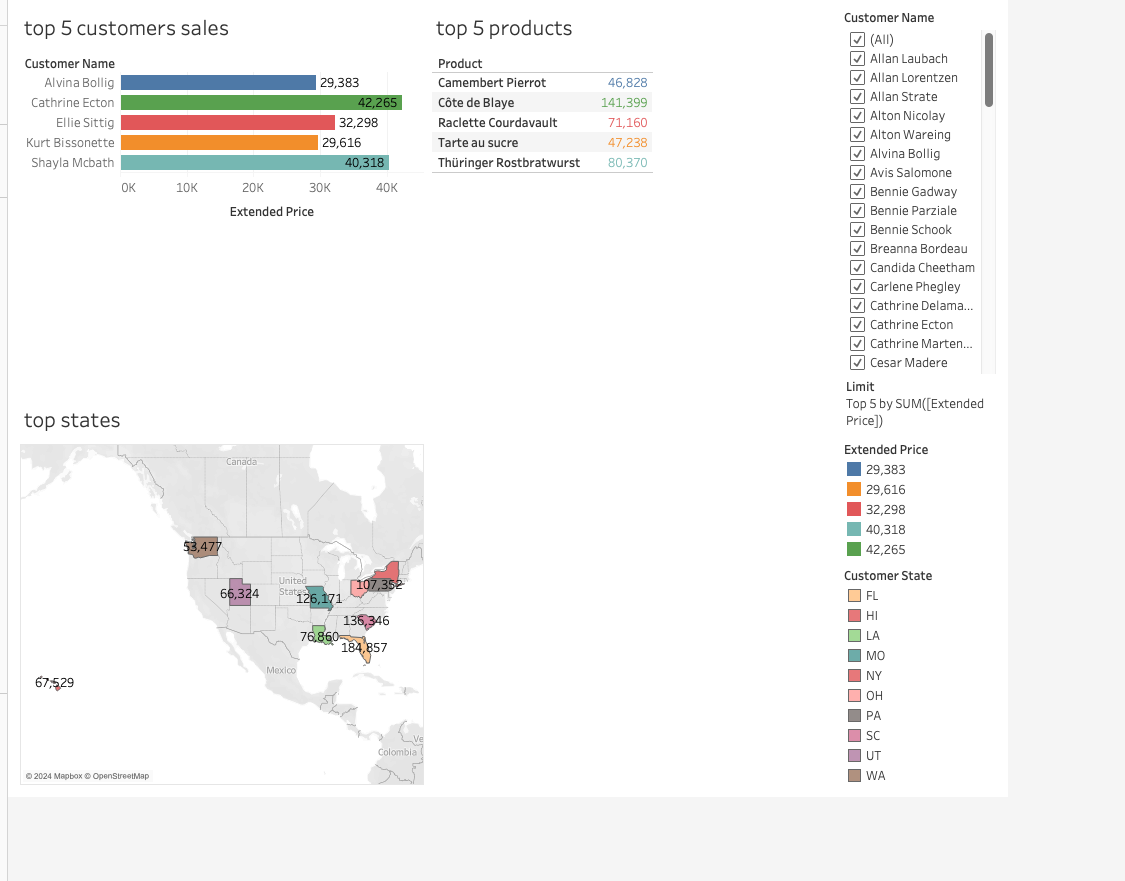 top 5 customers sales
Customer Name
Alvina Bollig 29,383
Cathrine Ecton 42,265
Ellie Sittig 32,298
Kurt Bissonette 29,616
Shayla Mcbath 40,318
0K 10K 20K 30K 40K
Extended Price
top 5 products
Product
Camembert Pierrot 46,828
Côte de Blaye 141,399
Raclette Courdavault 71,160
Tarte au sucre 47,238
Thüringer Rostbratwurst 80,370
top states
Canada
53,477
107,352
United
States
66,324
126,171
136,346
76,860
184,857
Mexico
67,529
Ve
Colombia
© 2024 Mapbox © OpenStreetMap
Customer Name
(All)
Allan Laubach
Allan Lorentzen
Allan Strate
Alton Nicolay
Alton Wareing
Alvina Bollig
Avis Salomone
Bennie Gadway
Bennie Parziale
Bennie Schook
Breanna Bordeau
Candida Cheetham
Carlene Phegley
Cathrine Delama...
Cathrine Ecton
Cathrine Marten...
Cesar Madere
Limit
Top 5 by SUM([Extended
Price])
Extended Price
29,383
29,616
32,298
40,318
42,265
Customer State
FL
HI
LA
MO
NY
OH
PA
SC
UT
WA